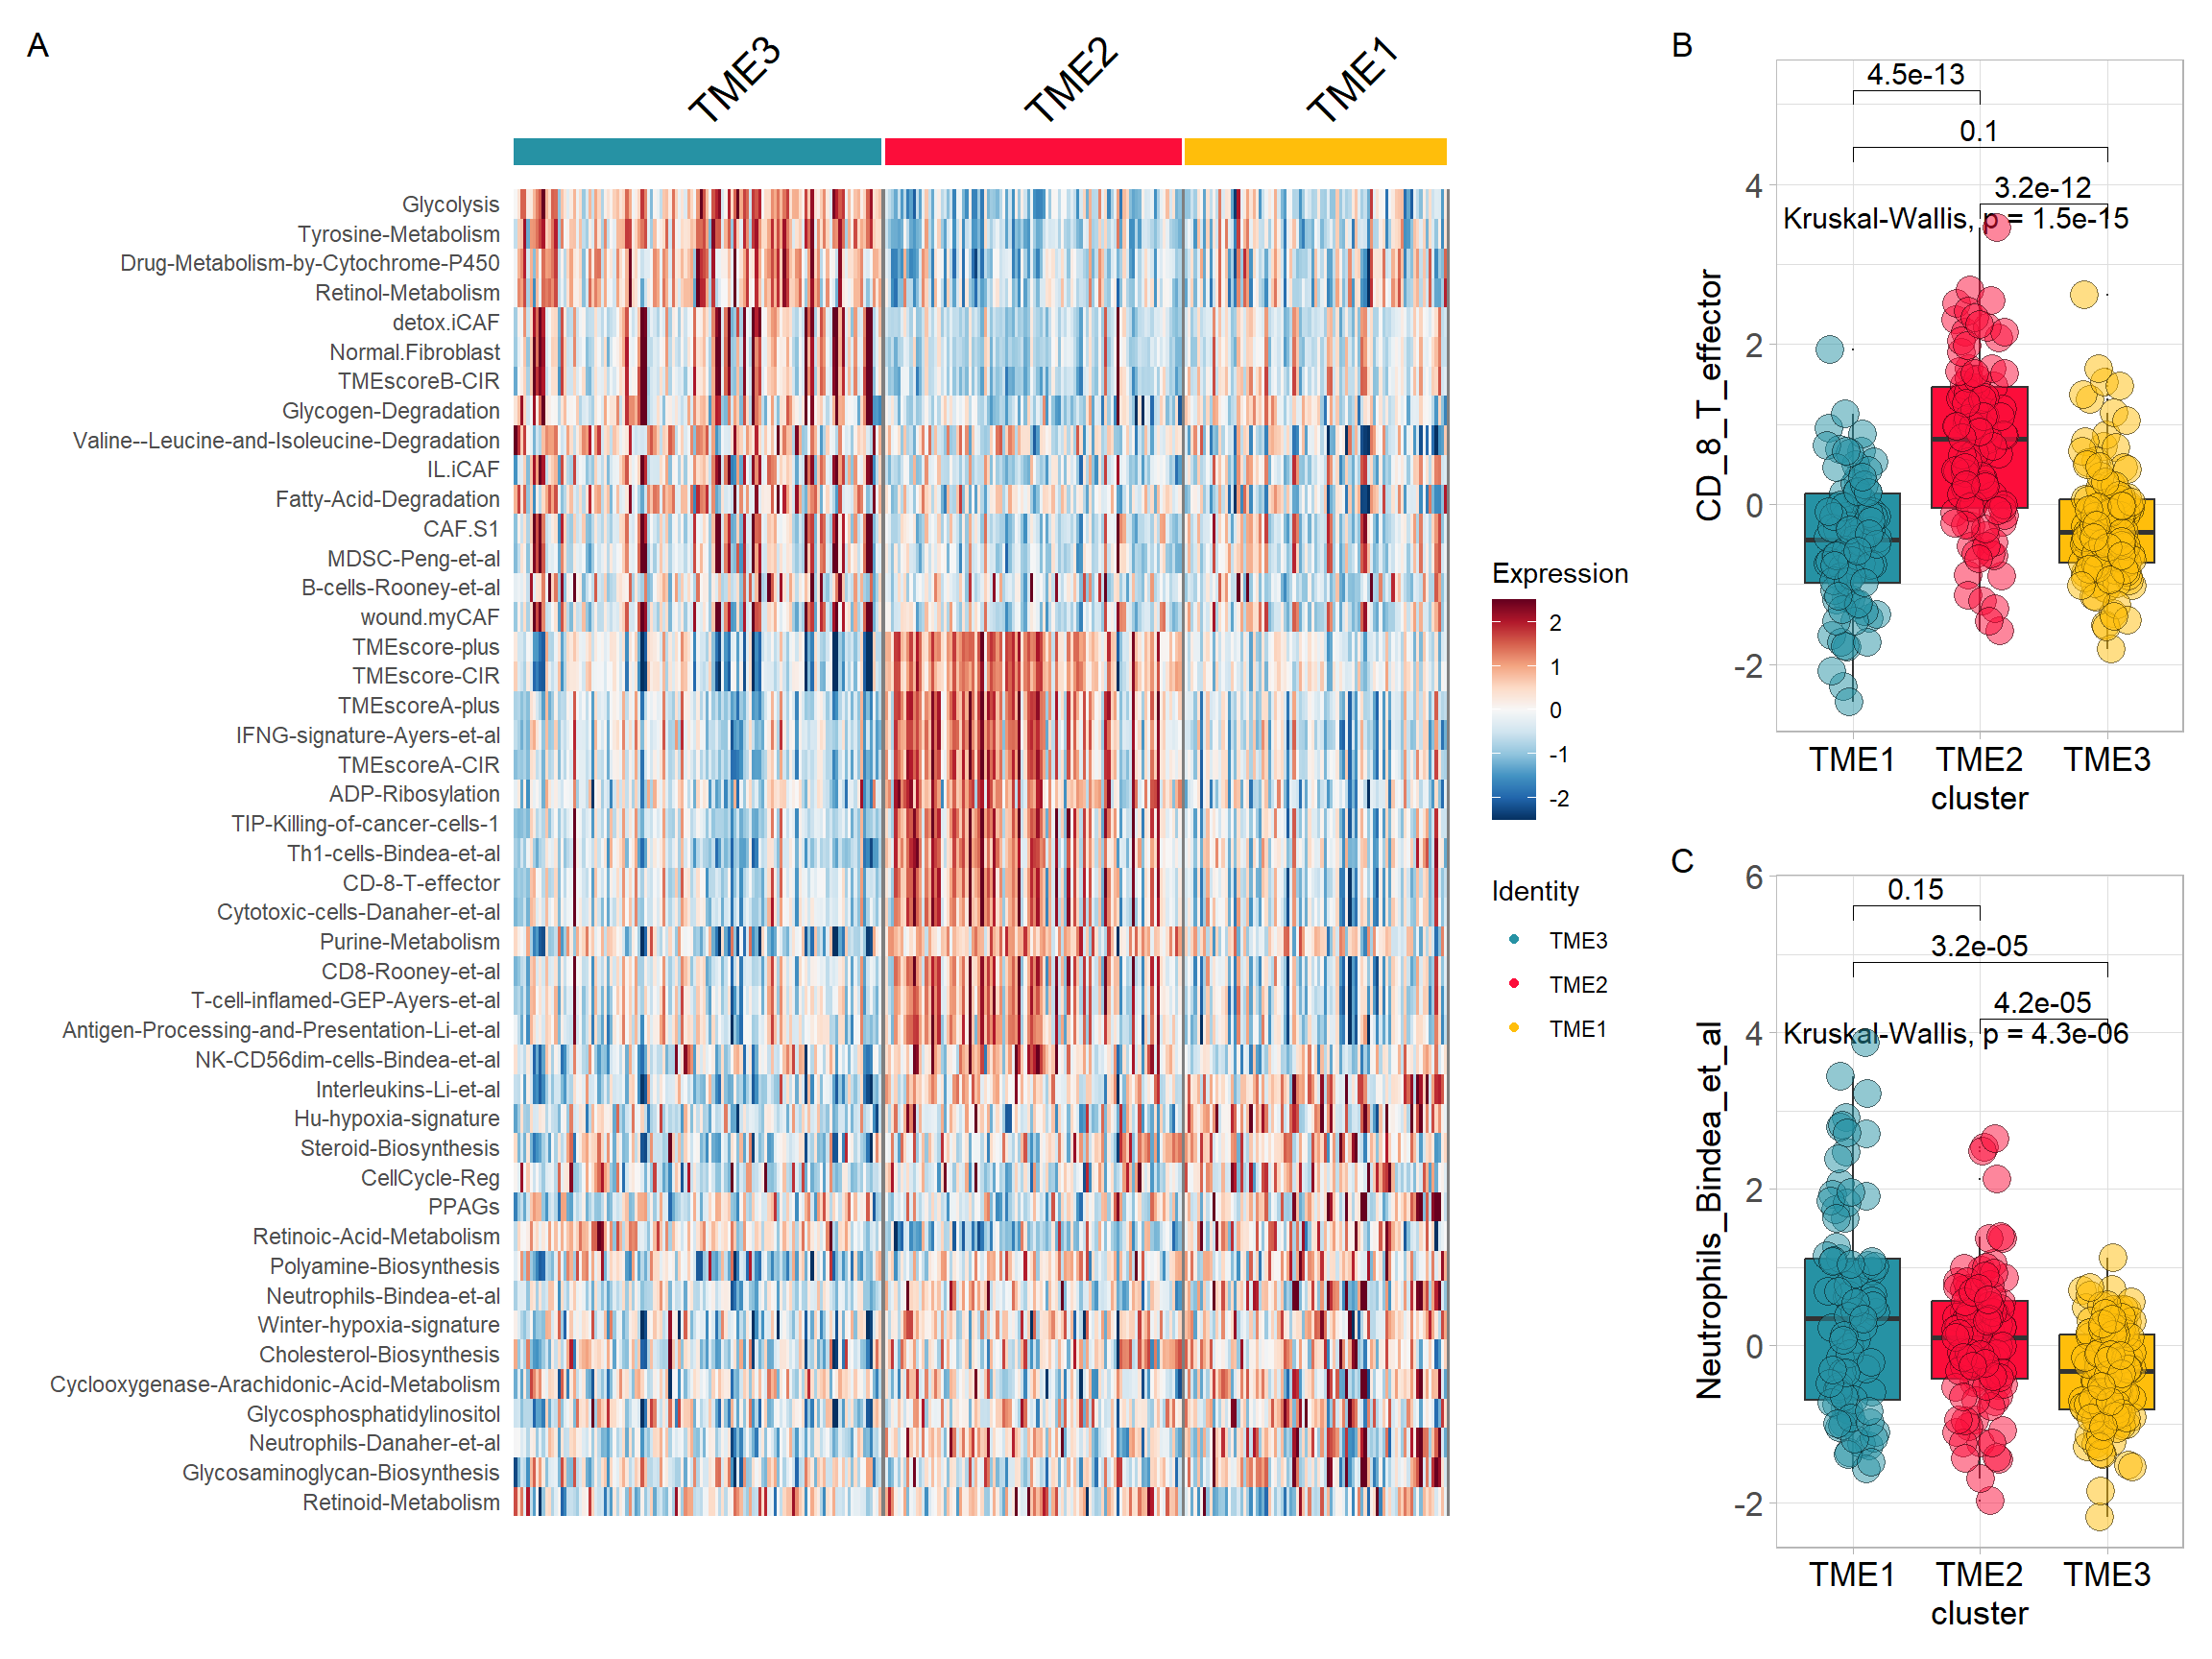 A
TME3
TME2
TME1
Glycolysis
Tyrosine-Metabolism
Drug-Metabolism-by-Cytochrome-P450
Retinol-Metabolism
detox.iCAF
Normal.Fibroblast
TMEscoreB-CIR
Glycogen-Degradation
Valine--Leucine-and-Isoleucine-Degradation
IL.iCAF
Fatty-Acid-Degradation
CAF.S1
MDSC-Peng-et-al
B-cells-Rooney-et-al
wound.myCAF
TMEscore-plus
TMEscore-CIR
TMEscoreA-plus
IFNG-signature-Ayers-et-al
TMEscoreA-CIR
ADP-Ribosylation
TIP-Killing-of-cancer-cells-1
Th1-cells-Bindea-et-al
CD-8-T-effector
Cytotoxic-cells-Danaher-et-al
Purine-Metabolism
CD8-Rooney-et-al
T-cell-inflamed-GEP-Ayers-et-al
Antigen-Processing-and-Presentation-Li-et-al
NK-CD56dim-cells-Bindea-et-al
Interleukins-Li-et-al
Hu-hypoxia-signature
Steroid-Biosynthesis
CellCycle-Reg
PPAGs
Retinoic-Acid-Metabolism
Polyamine-Biosynthesis
Neutrophils-Bindea-et-al
Winter-hypoxia-signature
Cholesterol-Biosynthesis
Cyclooxygenase-Arachidonic-Acid-Metabolism
Glycosphosphatidylinositol
Neutrophils-Danaher-et-al
Glycosaminoglycan-Biosynthesis
Retinoid-Metabolism
Expression
2
1
0
-1
-2
Identity
TME3
TME2
TME1
B
4.5e-13
0.1
3.2e-12
Kruskal-Wallis, p = 1.5e-15
CD_8_T_effector
4
2
0
-2
TME1 TME2 TME3
cluster
C
0.15
3.2e-05
4.2e-05
Kruskal-Wallis, p = 4.3e-06
Neutrophils_Bindea_et_al
6
4
2
0
-2
TME1 TME2 TME3
cluster